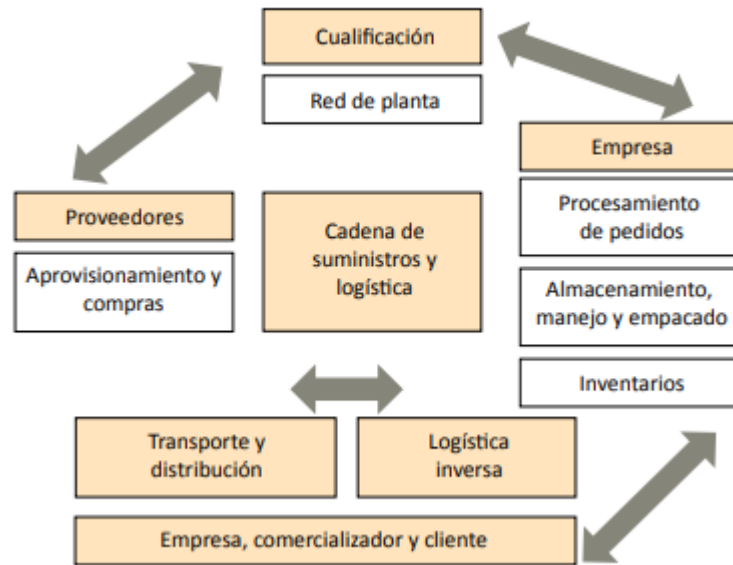 Cualificación
Red de planta
Empresa
Procesamiento
de pedidos
Almacenamiento,
manejo y empacado
Inventarios
Proveedores
Aprovisionamiento y
compras
Cadena de
suministros y
logística
Transporte y
distribución
Logística
inversa
Empresa, comercializador y cliente